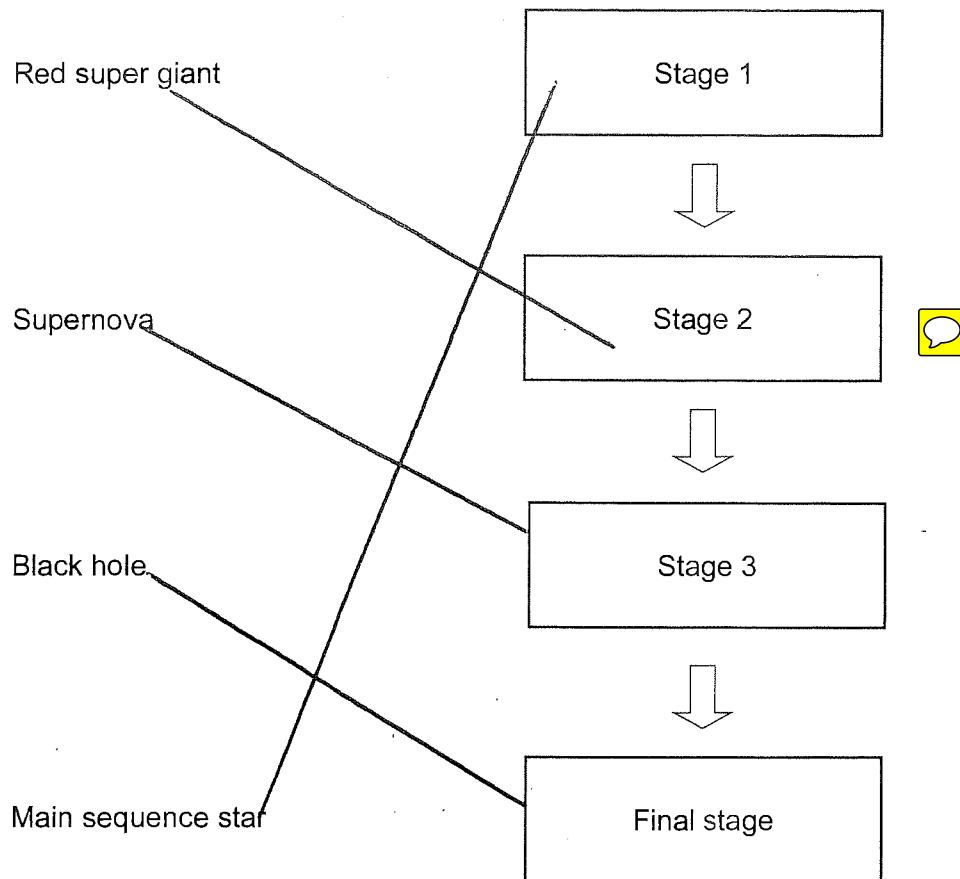 Red super giant
Stage 1
Supernova
Stage 2
Black hole
Stage 3
Main sequence star
Final stage